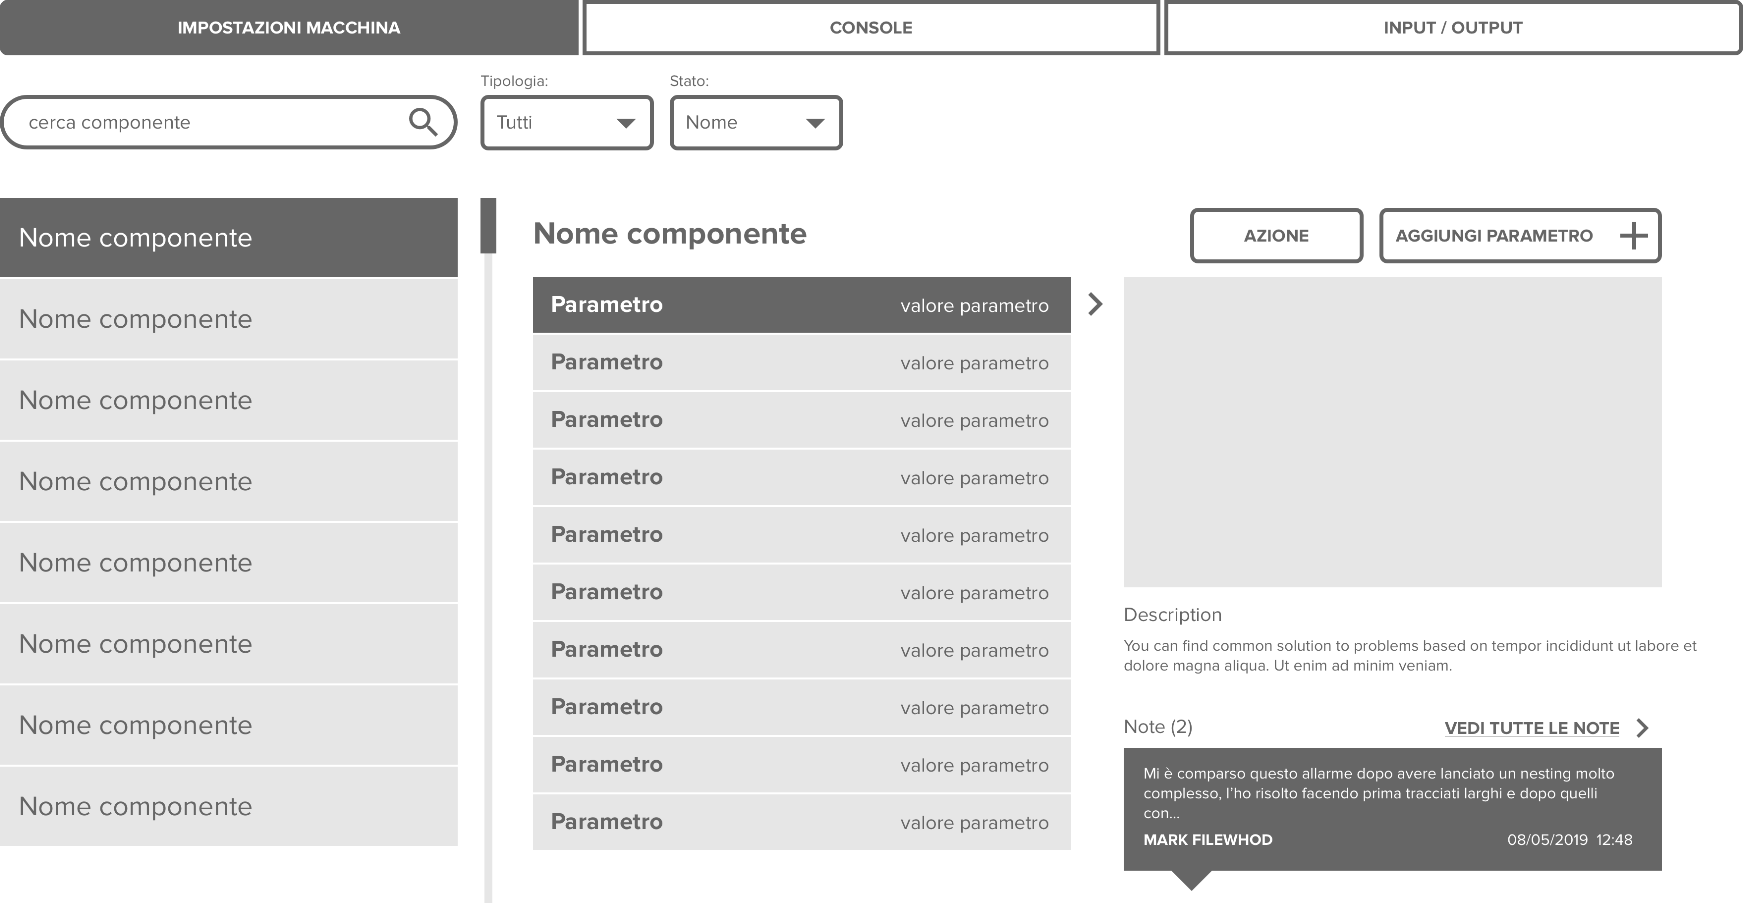 IMPOSTAZIONI MACCHINA
CONSOLE
INPUT / OUTPUT
Tipologia:
Stato:
cerca componente
Tutti
Nome
Nome componente
Nome componente
Nome componente
Nome componente
Nome componente
Nome componente
Nome componente
Nome componente
Nome componente
AZIONE
AGGIUNGI PARAMETRO
Parametro valore parametro
Parametro valore parametro
Parametro valore parametro
Parametro valore parametro
Parametro valore parametro
Parametro valore parametro
Parametro valore parametro
Parametro valore parametro
Parametro valore parametro
Parametro valore parametro
Description
You can find common solution to problems based on tempor incididunt ut labore et
dolore magna aliqua. Ut enim ad minim veniam.
Note (2)
VEDI TUTTE LE NOTE
Mi è comparso questo allarme dopo avere lanciato un nesting molto
complesso, l'ho risolto facendo prima tracciati larghi e dopo quelli
con...
MARK FILEWHOD 08/05/2019 12:48